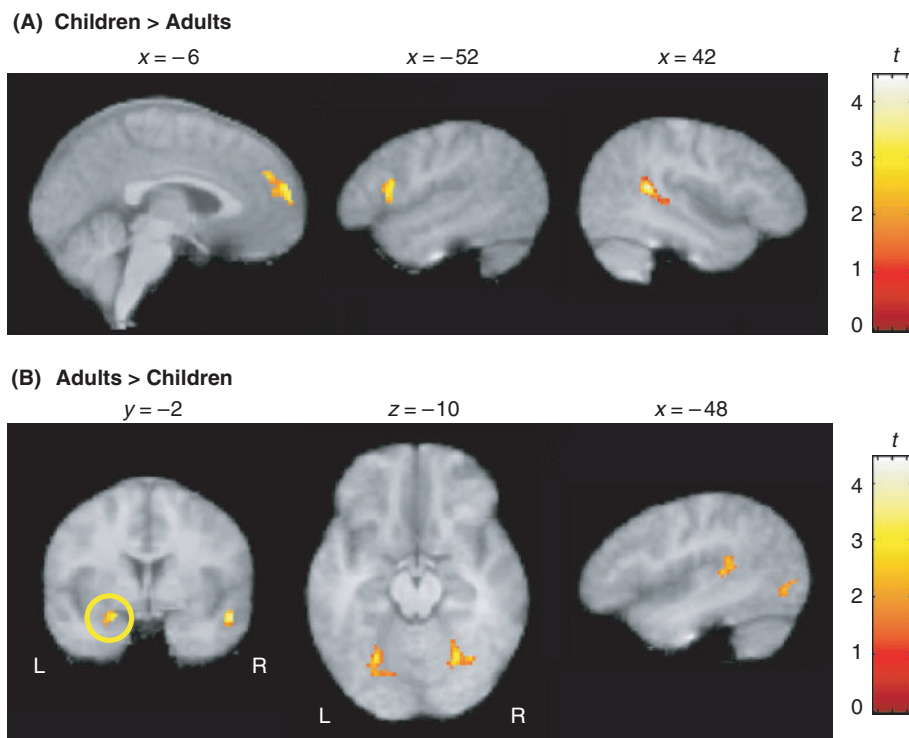 (A) Children > Adults
x = −6 x = −52 x = 42 t
4
3
2
1
0
(B) Adults > Children
y = −2 z = −10 x = −48 t
4
3
2
1
0
L R
L R